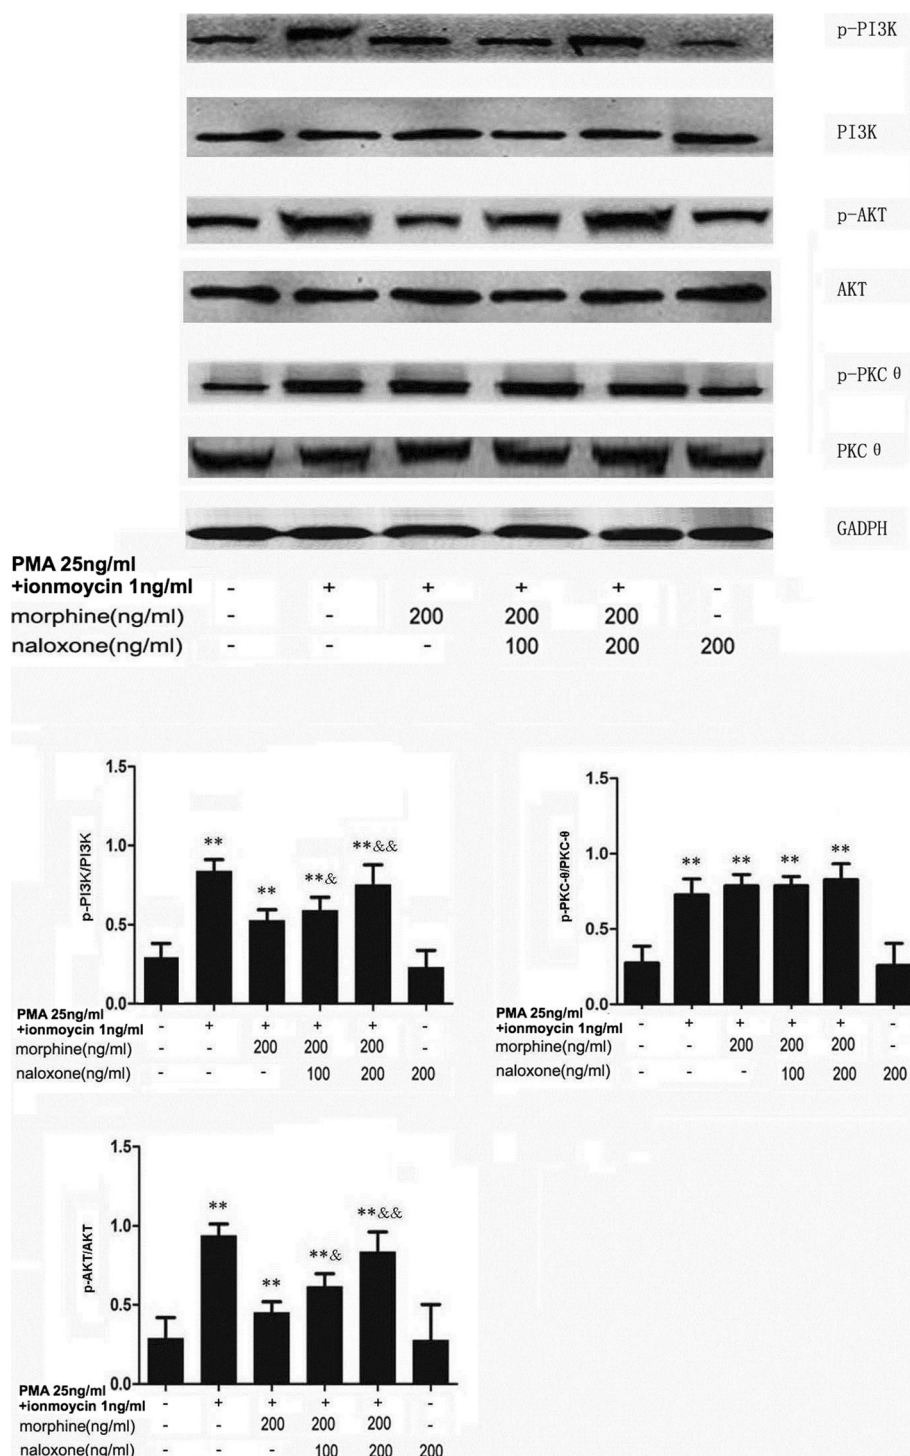 p-PI3K
PI3K
p-AKT
AKT
p-PKC θ
PKC θ
GADPH
PMA 25ng/ml
+ionmoycin 1ng/ml - + + + + -
morphine(ng/ml) - - 200 200 200 -
naloxone(ng/ml) - - - 100 200 200
1.5
1.0
0.5
0.0
p-PI3K/PI3K
** ** **& **&&
PMA 25ng/ml
+ionmoycin 1ng/ml - + + + + -
morphine(ng/ml) - - 200 200 200 -
naloxone(ng/ml) - - - 100 200 200
1.5
1.0
0.5
0.0
p-PKC-θ/PKC-θ
** ** ** **
PMA 25ng/ml
+ionmoycin 1ng/ml - + + + + -
morphine(ng/ml) - - 200 200 200 -
naloxone(ng/ml) - - - 100 200 200
1.5
1.0
0.5
0.0
p-AKT/AKT
** ** **& **&&
PMA 25ng/ml
+ionmoycin 1ng/ml - + + + + -
morphine(ng/ml) - - 200 200 200 -
naloxone(ng/ml) - - - 100 200 200